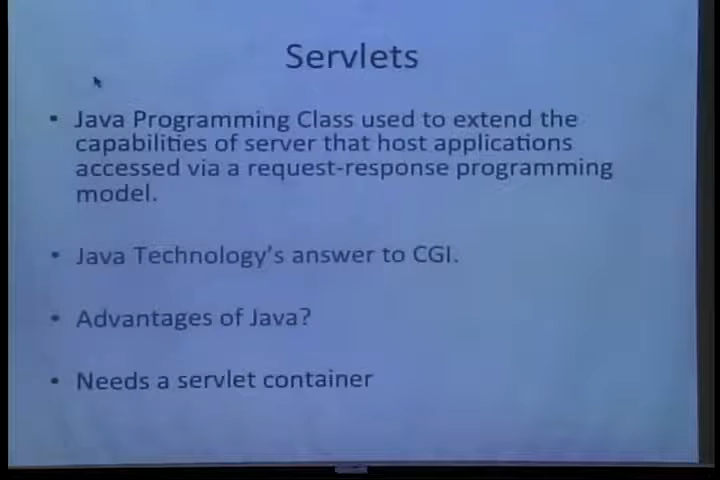 Servlets
• Java Programming Class used to extend the
capabilities of server that host applications
accessed via a request-response programming
model.
• Java Technology's answer to CGI.
• Advantages of Java?
• Needs a servlet container